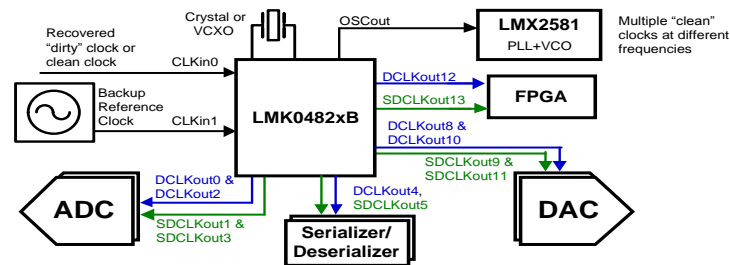 Crystal or
VCXO
Recovered
"dirty" clock or
clean clock
CLKin0
OSCout
LMX2581
PLL+VCO
Multiple "clean"
clocks at different
frequencies
Backup
Reference
Clock
CLKin1
LMK0482xB
DCLKout12
SDCLKout13
FPGA
DCLKout8 &
DCLKout10
SDCLKout9 &
SDCLKout11
DCLKout0 &
DCLKout2
ADC
SDCLKout1 &
SDCLKout3
DCLKout4,
SDCLKout5
Serializer/
Deserializer
DAC